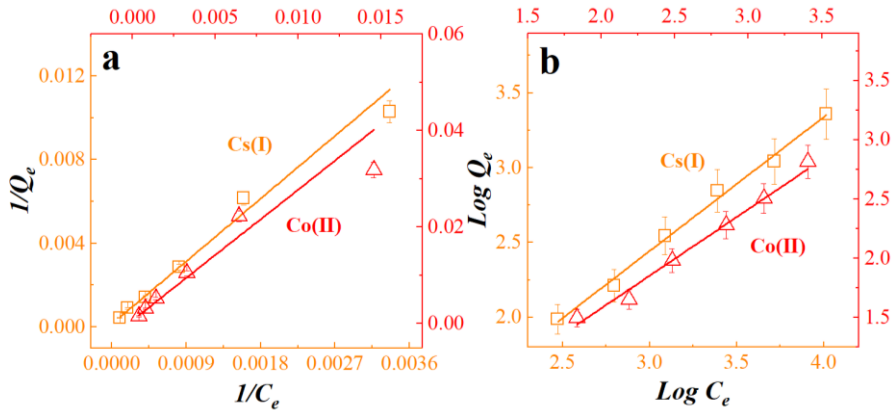 0.000 0.005 0.010 0.015
a
0.012
0.008
0.004
0.000
1/Qe
Cs(I)
Co(II)
0.06
0.04
0.02
0.00
0.0000 0.0009 0.0018 0.0027 0.0036
1/Ce
1.5 2.0 2.5 3.0 3.5
b
3.5
3.0
2.5
2.0
Log Qe
Cs(I)
Co(II)
3.5
3.0
2.5
2.0
1.5
2.5 3.0 3.5 4.0
Log Ce